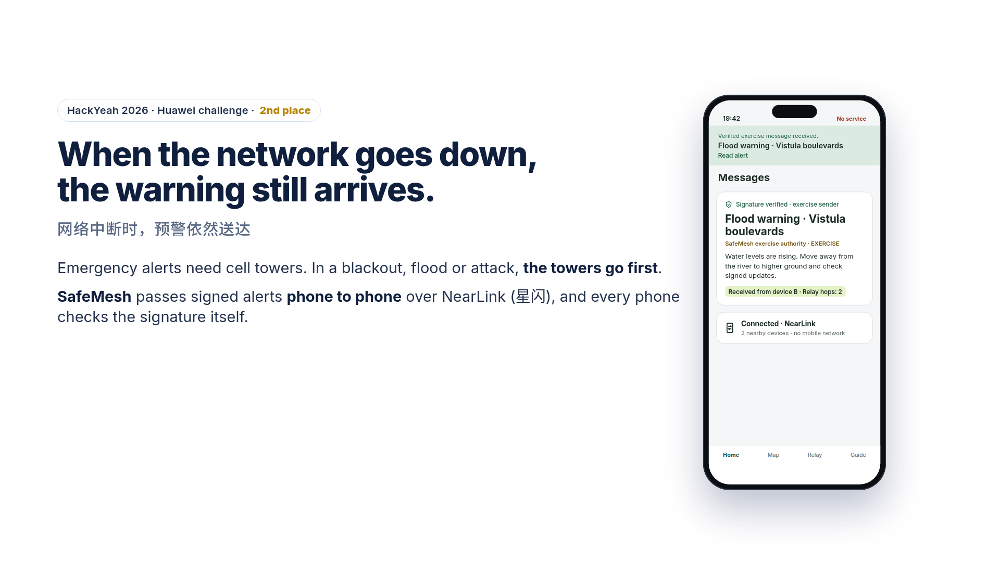 HackYeah 2026 · Huawei challenge · 2nd place
When the network goes down,
the warning still arrives.
网络中断时，预警依然送达
Emergency alerts need cell towers. In a blackout, flood or attack, the towers go first.
SafeMesh passes signed alerts phone to phone over NearLink (星闪), and every phone
checks the signature itself.
19:42
No service
Verified exercise message received.
Flood warning · Vistula boulevards
Read alert
Messages
Signature verified · exercise sender
Flood warning · Vistula
boulevards
SafeMesh exercise authority · EXERCISE
Water levels are rising. Move away from
the river to higher ground and check
signed updates.
Received from device B · Relay hops: 2
Connected · NearLink
2 nearby devices · no mobile network
Home
Map
Relay
Guide